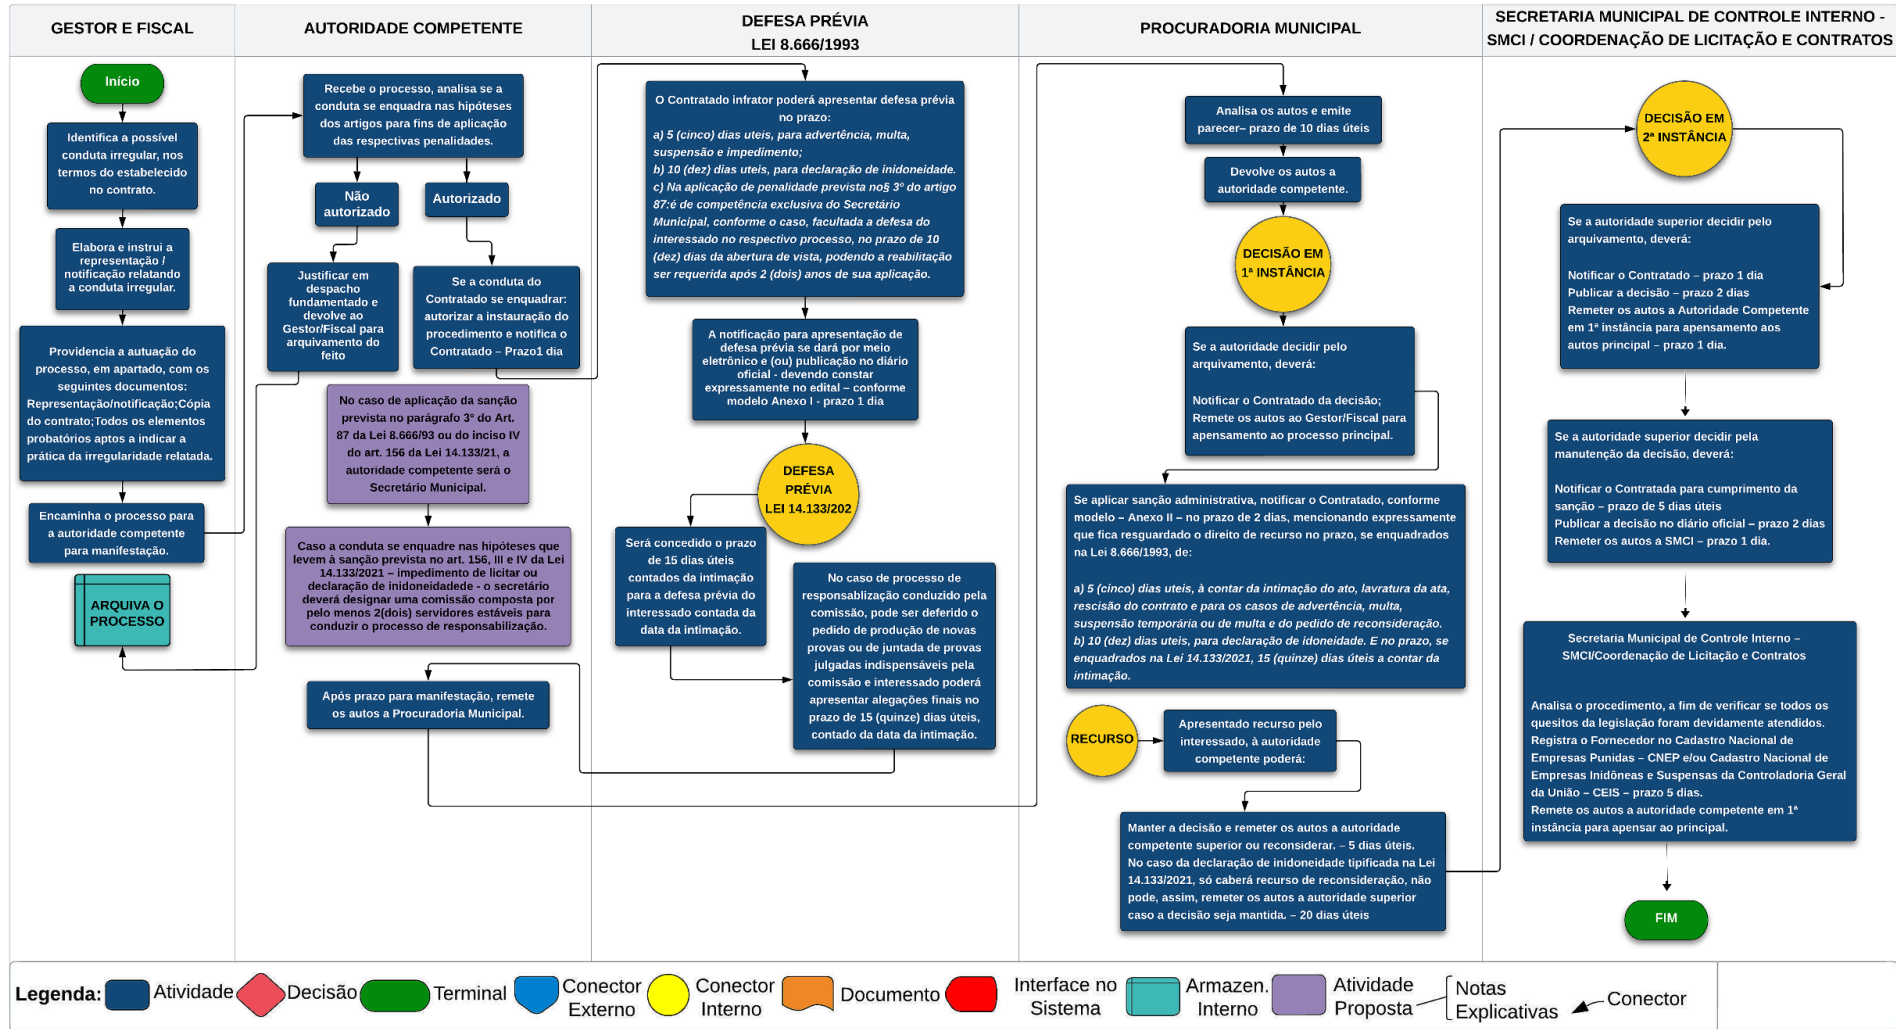 GESTOR E FISCAL
AUTORIDADE COMPETENTE
DEFESA PRÉVIA
LEI 8.666/1993
PROCURADORIA MUNICIPAL
SECRETARIA MUNICIPAL DE CONTROLE INTERNO -
SMCI / COORDENAÇÃO DE LICITAÇÃO E CONTRATOS
Início
Identifica a possível
conduta irregular, nos
termos do estabelecido
no contrato.
Elabora e instrui a
representação /
notificação relatando
a conduta irregular.
Providencia a autuação do
processo, em apartado, com os
seguintes documentos:
Representação/notificação;Cópia
do contrato;Todos os elementos
probatórios aptos a indicar a
prática da irregularidade relatada.
Encaminha o processo para
a autoridade competente
para manifestação.
ARQUIVA O
PROCESSO
Recebe o processo, analisa se a
conduta se enquadra nas hipóteses
dos artigos para fins de aplicação
das respectivas penalidades.
Não
autorizado
Autorizado
Justificar em
despacho
fundamentado e
devolve ao
Gestor/Fiscal para
arquivamento do
feito
Se a conduta do
Contratado se enquadrar:
autorizar a instauração do
procedimento e notifica o
Contratado – Prazo1 dia
No caso de aplicação da sanção
prevista no parágrafo 3º do Art.
87 da Lei 8.666/93 ou do inciso IV
do art. 156 da Lei 14.133/21, a
autoridade competente será o
Secretário Municipal.
Caso a conduta se enquadre nas hipóteses que
levem à sanção prevista no art. 156, III e IV da Lei
14.133/2021 – impedimento de licitar ou
declaração de inidoneidadede - o secretário
deverá designar uma comissão composta por
pelo menos 2(dois) servidores estáveis para
conduzir o processo de responsabilização.
Após prazo para manifestação, remete
os autos a Procuradoria Municipal.
O Contratado infrator poderá apresentar defesa prévia
no prazo:
a) 5 (cinco) dias uteis, para advertência, multa,
suspensão e impedimento;
b) 10 (dez) dias uteis, para declaração de inidoneidade.
c) Na aplicação de penalidade prevista no§ 3º do artigo
87:é de competência exclusiva do Secretário
Municipal, conforme o caso, facultada a defesa do
interessado no respectivo processo, no prazo de 10
(dez) dias da abertura de vista, podendo a reabilitação
ser requerida após 2 (dois) anos de sua aplicação.
A notificação para apresentação de
defesa prévia se dará por meio
eletrônico e (ou) publicação no diário
oficial - devendo constar
expressamente no edital – conforme
modelo Anexo I - prazo 1 dia
DEFESA
PRÉVIA
LEI 14.133/202
Será concedido o prazo
de 15 dias úteis
contados da intimação
para a defesa prévia do
interessado contada da
data da intimação.
No caso de processo de
responsablização conduzido pela
comissão, pode ser deferido o
pedido de produção de novas
provas ou de juntada de provas
julgadas indispensáveis pela
comissão e interessado poderá
apresentar alegações finais no
prazo de 15 (quinze) dias úteis,
contado da data da intimação.
Analisa os autos e emite
parecer– prazo de 10 dias úteis
Devolve os autos a
autoridade competente.
DECISÃO EM
1ª INSTÂNCIA
Se a autoridade decidir pelo
arquivamento, deverá:
Notificar o Contratado da decisão;
Remete os autos ao Gestor/Fiscal para
apensamento ao processo principal.
Se aplicar sanção administrativa, notificar o Contratado, conforme
modelo – Anexo II – no prazo de 2 dias, mencionando expressamente
que fica resguardado o direito de recurso no prazo, se enquadrados
na Lei 8.666/1993, de:
a) 5 (cinco) dias uteis, à contar da intimação do ato, lavratura da ata,
rescisão do contrato e para os casos de advertência, multa,
suspensão temporária ou de multa e do pedido de reconsideração.
b) 10 (dez) dias uteis, para declaração de idoneidade. E no prazo, se
enquadrados na Lei 14.133/2021, 15 (quinze) dias úteis a contar da
intimação.
RECURSO
Apresentado recurso pelo
interessado, à autoridade
competente poderá:
Manter a decisão e remeter os autos a autoridade
competente superior ou reconsiderar. – 5 dias úteis.
No caso da declaração de inidoneidade tipificada na Lei
14.133/2021, só caberá recurso de reconsideração, não
pode, assim, remeter os autos a autoridade superior
caso a decisão seja mantida. – 20 dias úteis
DECISÃO EM
2ª INSTÂNCIA
Se a autoridade superior decidir pelo
arquivamento, deverá:
Notificar o Contratado – prazo 1 dia
Publicar a decisão – prazo 2 dias
Remeter os autos a Autoridade Competente
em 1ª instância para apensamento aos
autos principal – prazo 1 dia.
Se a autoridade superior decidir pela
manutenção da decisão, deverá:
Notificar o Contratada para cumprimento da
sanção – prazo de 5 dias úteis
Publicar a decisão no diário oficial – prazo 2 dias
Remeter os autos a SMCI – prazo 1 dia.
Secretaria Municipal de Controle Interno –
SMCI/Coordenação de Licitação e Contratos
Analisa o procedimento, a fim de verificar se todos os
quesitos da legislação foram devidamente atendidos.
Registra o Fornecedor no Cadastro Nacional de
Empresas Punidas – CNEP e/ou Cadastro Nacional de
Empresas Inidôneas e Suspensas da Controladoria Geral
da União – CEIS – prazo 5 dias.
Remete os autos a autoridade competente em 1ª
instância para apensar ao principal.
FIM
Legenda:
Atividade
Decisão
Terminal
Conector
Externo
Conector
Interno
Documento
Interface no
Sistema
Armazen.
Interno
Atividade
Proposta
Notas
Explicativas
Conector